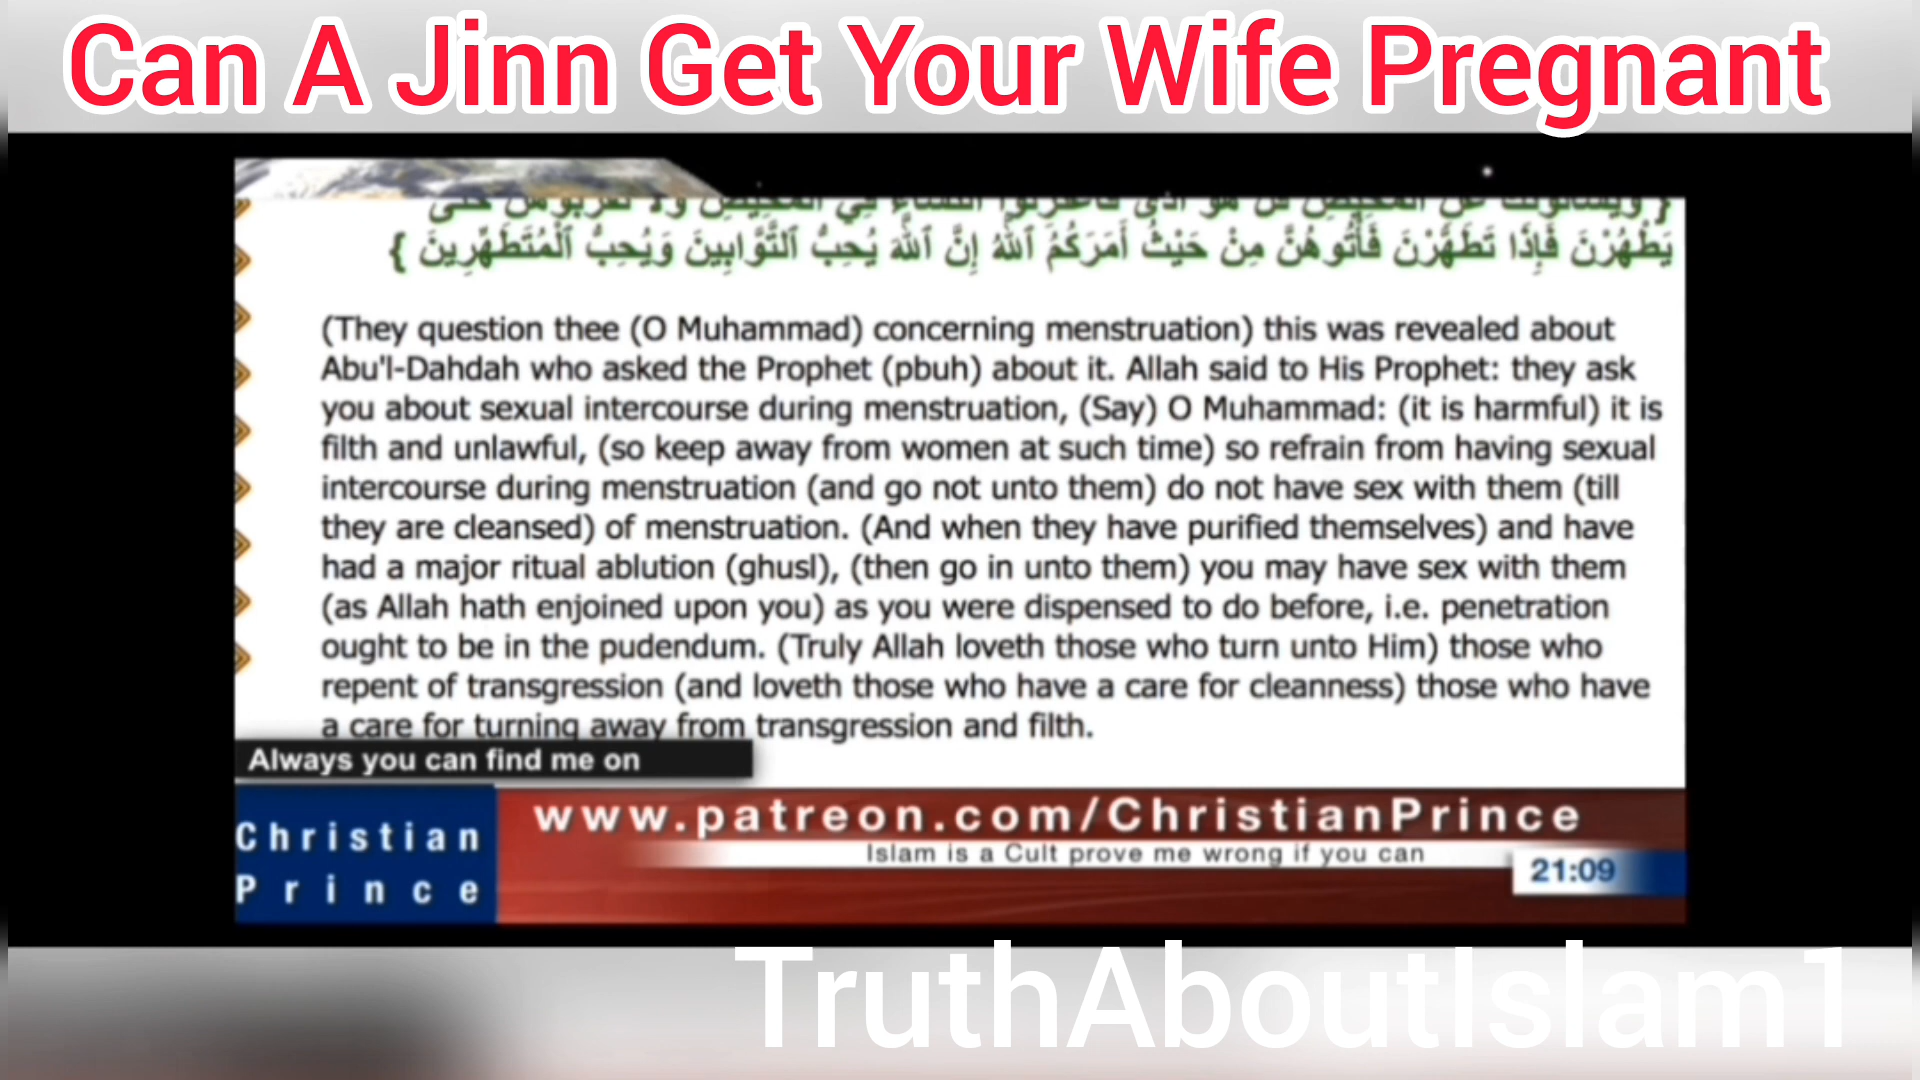 Can A Jinn Get Your Wife Pregnant
يَطْهُرْنَ فَإِذَا تَطَهَّرْنَ فَأْتُوهُنَّ مِنْ حَيْثُ أَمَرَكُمُ ٱللَّهُ إِنَّ ٱللَّهَ يُحِبُّ ٱلتَّوَّابِينَ وَيُحِبُّ ٱلْمُتَطَهِّرِينَ }
(They question thee (O Muhammad) concerning menstruation) this was revealed about
Abu'l-Dahdah who asked the Prophet (pbuh) about it. Allah said to His Prophet: they ask
you about sexual intercourse during menstruation, (Say) O Muhammad: (it is harmful) it is
filth and unlawful, (so keep away from women at such time) so refrain from having sexual
intercourse during menstruation (and go not unto them) do not have sex with them (till
they are cleansed) of menstruation. (And when they have purified themselves) and have
had a major ritual ablution (ghusl), (then go in unto them) you may have sex with them
(as Allah hath enjoined upon you) as you were dispensed to do before, i.e. penetration
ought to be in the pudendum. (Truly Allah loveth those who turn unto Him) those who
repent of transgression (and loveth those who have a care for cleanness) those who have
a care for turning away from transgression and filth.
Always you can find me on
Christian
Prince
www.patreon.com/ChristianPrince
Islam is a Cult prove me wrong if you can
21:09
TruthAboutIslam1